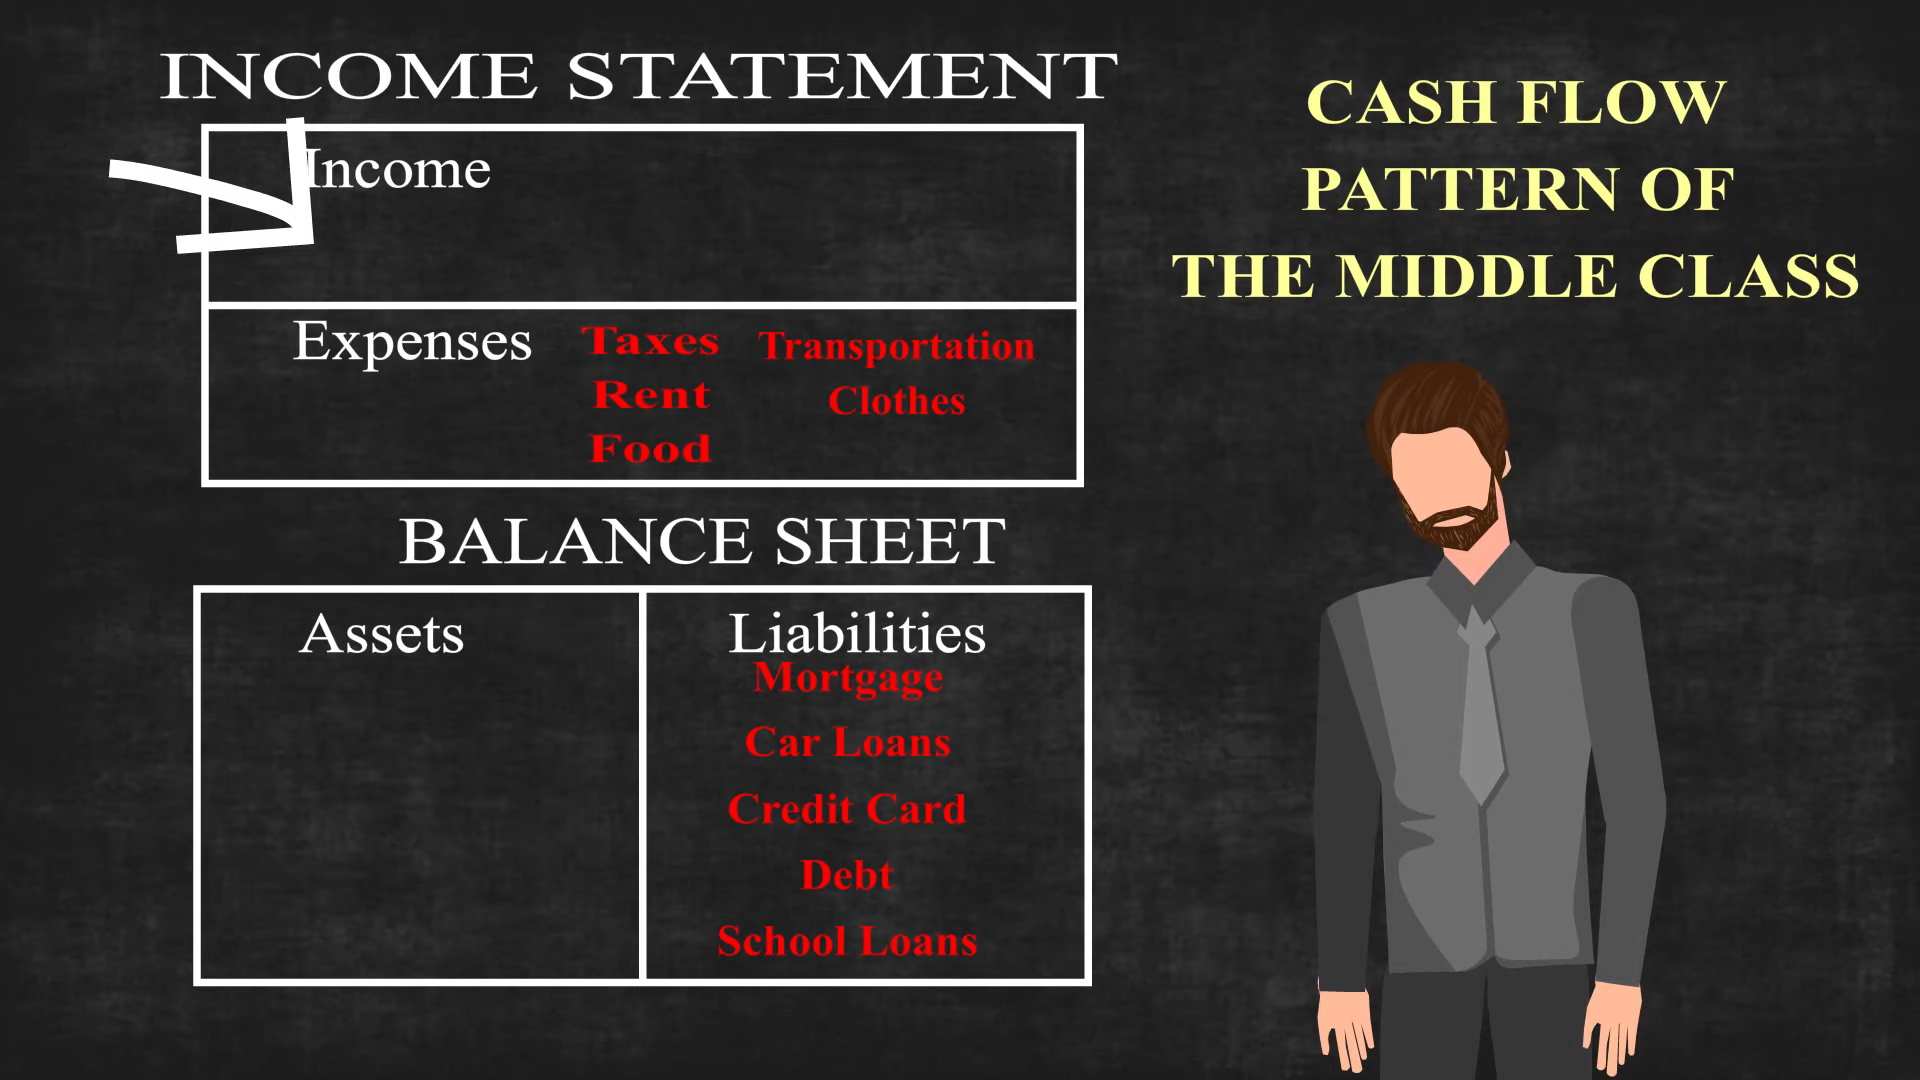 INCOME STATEMENT
Income
Expenses
Taxes
Rent
Food
Transportation
Clothes
BALANCE SHEET
Assets
Liabilities
Mortgage
Car Loans
Credit Card
Debt
School Loans
CASH FLOW
PATTERN OF
THE MIDDLE CLASS